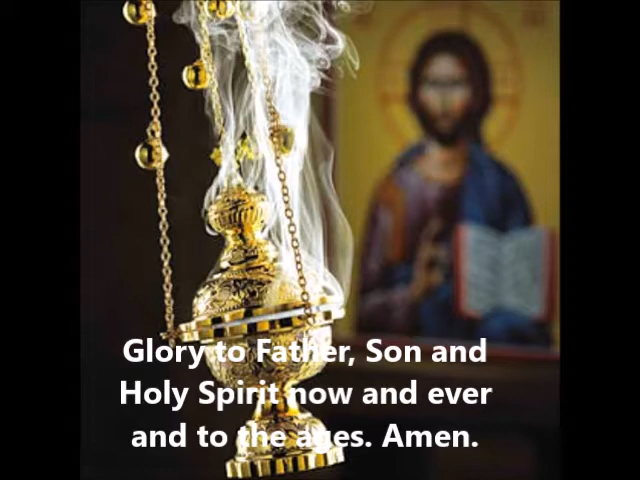 Glory to Father, Son and
Holy Spirit now and ever
and to the ages. Amen.